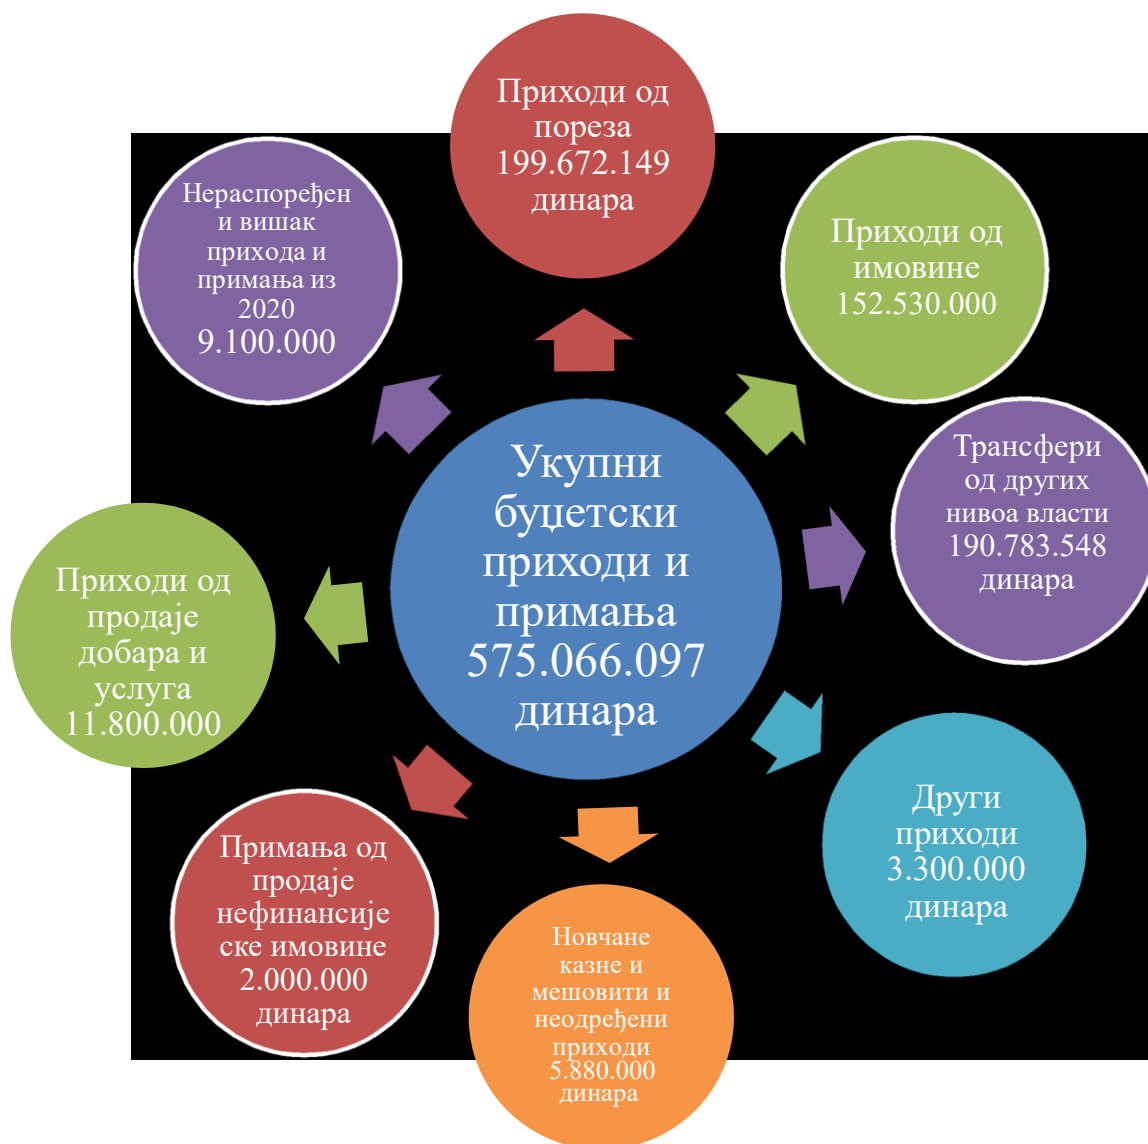 Приходи од
пореза
199.672.149
динара
Приходи од
имовине
152.530.000
Трансфери
од других
нивоа власти
190.783.548
динара
Други
приходи
3.300.000
динара
Новчане
казне и
мешовити и
неодређени
приходи
5.880.000
динара
Примања од
продаје
нефинансије
ске имовине
2.000.000
динара
Приходи од
продаје
добара и
услуга
11.800.000
Нераспоређен
и вишак
прихода и
примања из
2020
9.100.000
Укупни
буџетски
приходи и
примања
575.066.097
динара